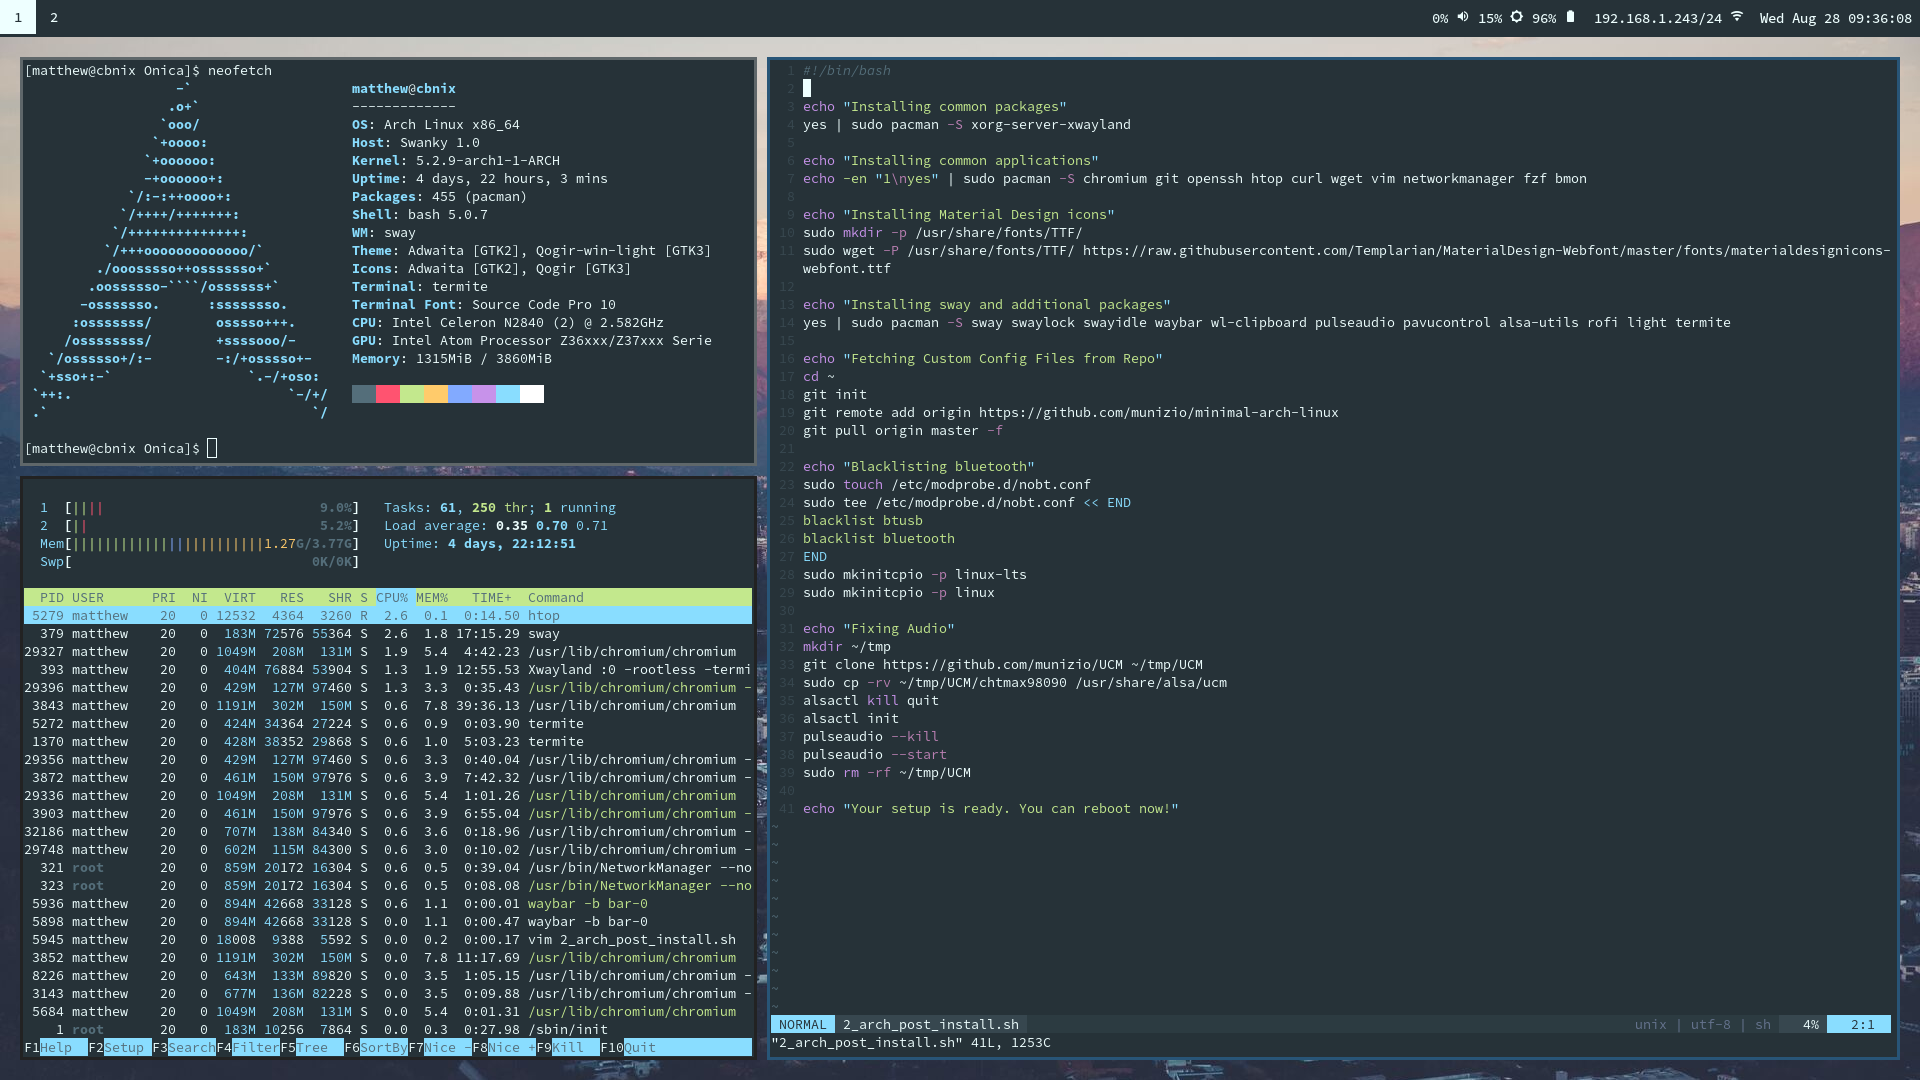 1 2 0% 15% 96% 192.168.1.243/24 Wed Aug 28 09:36:08
[matthew@cbnix Onica]$ neofetch
-`
.o+`
`ooo/
`+oooo:
`+oooooo:
-+oooooo+:
`/:-:++oooo+:
`/++++/+++++++:
`/++++++++++++++:
`/+++ooooooooooooo/`
./ooosssso++osssssso+`
.oossssso-````/ossssss+`
-osssssso. :ssssssso.
:osssssss/ osssso+++.
/ossssssss/ +ssssooo/-
`/ossssso+/:- -:/+osssso+-
`+sso+:-` `.-/+oso:
`++:. `-/+/
.` `/
matthew@cbnix
-------------
OS: Arch Linux x86_64
Host: Swanky 1.0
Kernel: 5.2.9-arch1-1-ARCH
Uptime: 4 days, 22 hours, 3 mins
Packages: 455 (pacman)
Shell: bash 5.0.7
WM: sway
Theme: Adwaita [GTK2], Qogir-win-light [GTK3]
Icons: Adwaita [GTK2], Qogir [GTK3]
Terminal: termite
Terminal Font: Source Code Pro 10
CPU: Intel Celeron N2840 (2) @ 2.582GHz
GPU: Intel Atom Processor Z36xxx/Z37xxx Serie
Memory: 1315MiB / 3860MiB
[matthew@cbnix Onica]$
1 [|||| 9.0%] Tasks: 61, 250 thr; 1 running
2 [|| 5.2%] Load average: 0.35 0.70 0.71
Mem[||||||||||||||||||||||||1.27G/3.77G] Uptime: 4 days, 22:12:51
Swp[ 0K/0K]
PID USER PRI NI VIRT RES SHR S CPU% MEM% TIME+ Command
5279 matthew 20 0 12532 4364 3260 R 2.6 0.1 0:14.50 htop
379 matthew 20 0 183M 72576 55364 S 2.6 1.8 17:15.29 sway
29327 matthew 20 0 1049M 208M 131M S 1.9 5.4 4:42.23 /usr/lib/chromium/chromium
393 matthew 20 0 404M 76884 53904 S 1.3 1.9 12:55.53 Xwayland :0 -rootless -termi
29396 matthew 20 0 429M 127M 97460 S 1.3 3.3 0:35.43 /usr/lib/chromium/chromium -
3843 matthew 20 0 1191M 302M 150M S 0.6 7.8 39:36.13 /usr/lib/chromium/chromium
5272 matthew 20 0 424M 34364 27224 S 0.6 0.9 0:03.90 termite
1370 matthew 20 0 428M 38352 29868 S 0.6 1.0 5:03.23 termite
29356 matthew 20 0 429M 127M 97460 S 0.6 3.3 0:40.04 /usr/lib/chromium/chromium -
3872 matthew 20 0 461M 150M 97976 S 0.6 3.9 7:42.32 /usr/lib/chromium/chromium -
29336 matthew 20 0 1049M 208M 131M S 0.6 5.4 1:01.26 /usr/lib/chromium/chromium
3903 matthew 20 0 461M 150M 97976 S 0.6 3.9 6:55.04 /usr/lib/chromium/chromium -
32186 matthew 20 0 707M 138M 84340 S 0.6 3.6 0:18.96 /usr/lib/chromium/chromium -
29748 matthew 20 0 602M 115M 84300 S 0.6 3.0 0:10.02 /usr/lib/chromium/chromium -
321 root 20 0 859M 20172 16304 S 0.6 0.5 0:39.04 /usr/bin/NetworkManager --no
323 root 20 0 859M 20172 16304 S 0.6 0.5 0:08.08 /usr/bin/NetworkManager --no
5936 matthew 20 0 894M 42668 33128 S 0.6 1.1 0:00.01 waybar -b bar-0
5898 matthew 20 0 894M 42668 33128 S 0.0 1.1 0:00.47 waybar -b bar-0
5945 matthew 20 0 18008 9388 5592 S 0.0 0.2 0:00.17 vim 2_arch_post_install.sh
3852 matthew 20 0 1191M 302M 150M S 0.0 7.8 11:17.69 /usr/lib/chromium/chromium
8226 matthew 20 0 643M 133M 89820 S 0.0 3.5 1:05.15 /usr/lib/chromium/chromium -
3143 matthew 20 0 677M 136M 82228 S 0.0 3.5 0:09.88 /usr/lib/chromium/chromium -
5684 matthew 20 0 1049M 208M 131M S 0.0 5.4 0:01.31 /usr/lib/chromium/chromium
1 root 20 0 183M 10256 7864 S 0.0 0.3 0:27.98 /sbin/init
F1Help F2Setup F3SearchF4FilterF5Tree F6SortByF7Nice -F8Nice +F9Kill F10Quit
1 #!/bin/bash
2
3 echo "Installing common packages"
4 yes | sudo pacman -S xorg-server-xwayland
5
6 echo "Installing common applications"
7 echo -en "1\nyes" | sudo pacman -S chromium git openssh htop curl wget vim networkmanager fzf bmon
8
9 echo "Installing Material Design icons"
10 sudo mkdir -p /usr/share/fonts/TTF/
11 sudo wget -P /usr/share/fonts/TTF/ https://raw.githubusercontent.com/Templarian/MaterialDesign-Webfont/master/fonts/materialdesignicons-
webfont.ttf
12
13 echo "Installing sway and additional packages"
14 yes | sudo pacman -S sway swaylock swayidle waybar wl-clipboard pulseaudio pavucontrol alsa-utils rofi light termite
15
16 echo "Fetching Custom Config Files from Repo"
17 cd ~
18 git init
19 git remote add origin https://github.com/munizio/minimal-arch-linux
20 git pull origin master -f
21
22 echo "Blacklisting bluetooth"
23 sudo touch /etc/modprobe.d/nobt.conf
24 sudo tee /etc/modprobe.d/nobt.conf << END
25 blacklist btusb
26 blacklist bluetooth
27 END
28 sudo mkinitcpio -p linux-lts
29 sudo mkinitcpio -p linux
30
31 echo "Fixing Audio"
32 mkdir ~/tmp
33 git clone https://github.com/munizio/UCM ~/tmp/UCM
34 sudo cp -rv ~/tmp/UCM/chtmax98090 /usr/share/alsa/ucm
35 alsactl kill quit
36 alsactl init
37 pulseaudio --kill
38 pulseaudio --start
39 sudo rm -rf ~/tmp/UCM
40
41 echo "Your setup is ready. You can reboot now!"
~
~
~
~
~
~
~
~
~
~
~
NORMAL 2_arch_post_install.sh unix | utf-8 | sh 4% 2:1
"2_arch_post_install.sh" 41L, 1253C